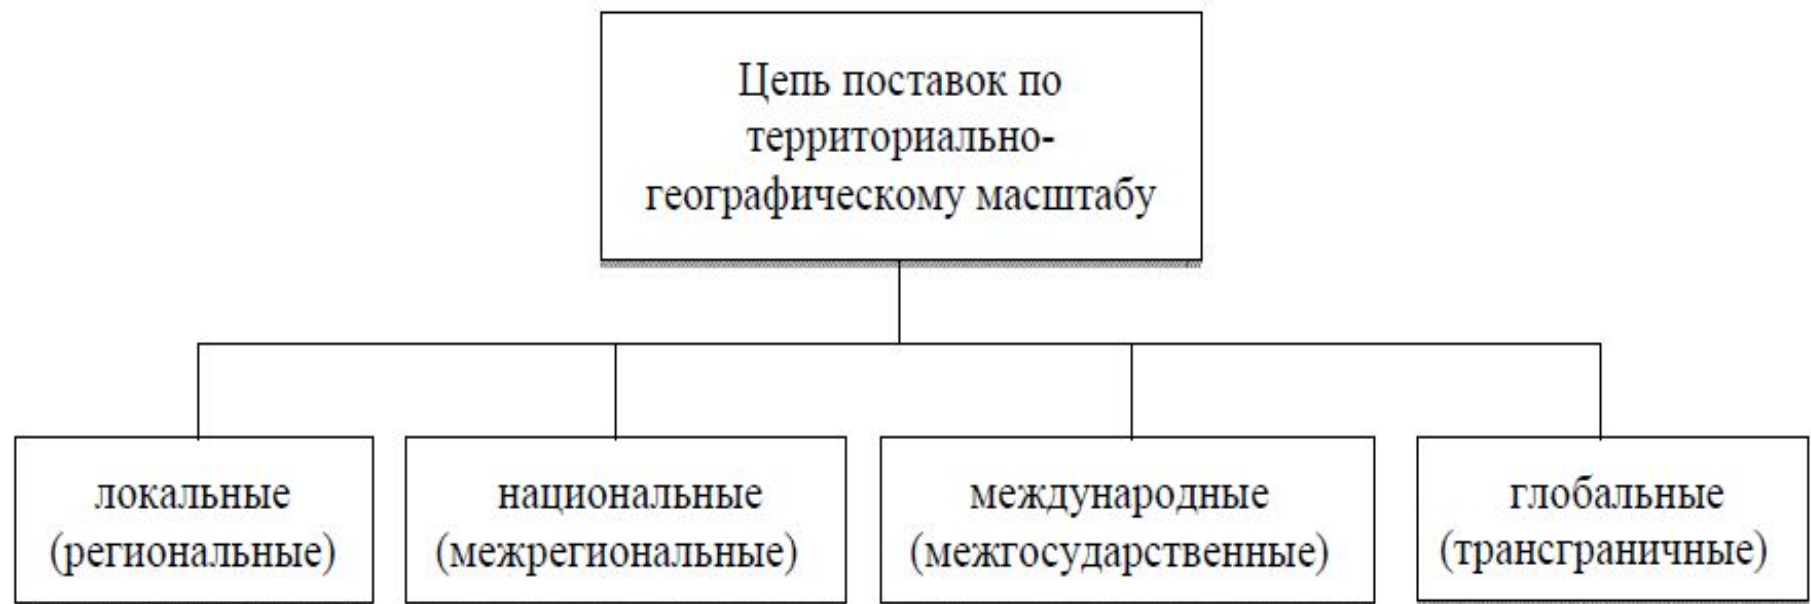 Цепь поставок по
территориально-
географическому масштабу
локальные
(региональные)
национальные
(межрегиональные)
международные
(межгосударственные)
глобальные
(трансграничные)